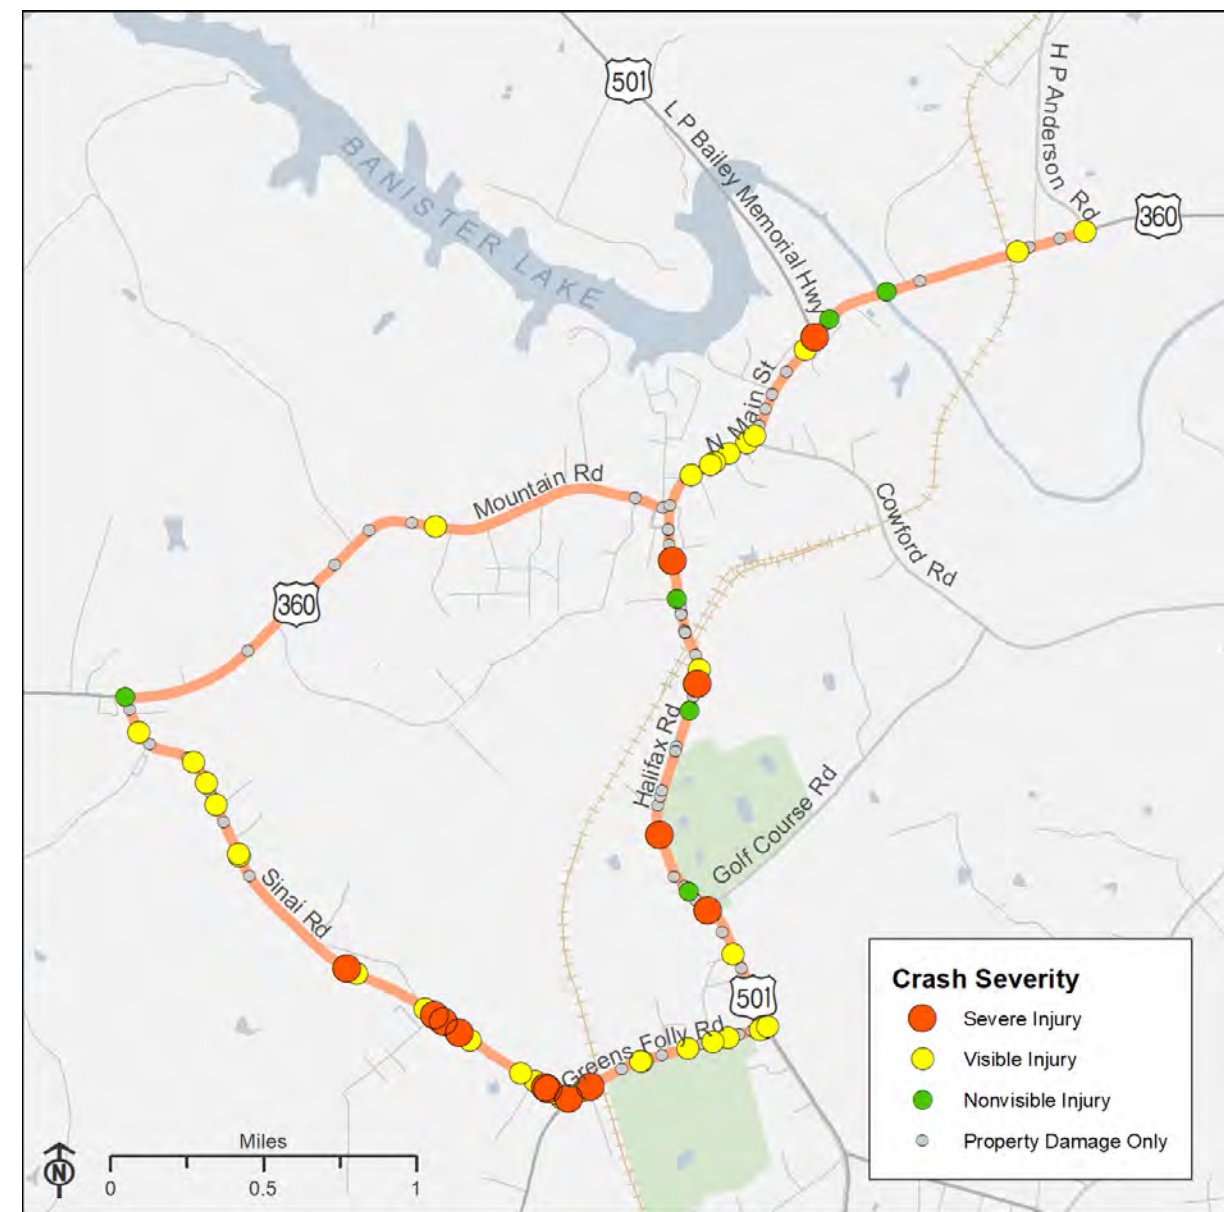 501
H P Anderson Rd
L P Bailey Memorial Hwy
BANISTER LAKE
360
N Main St
Mountain Rd
Cowford Rd
360
Halifax Rd
Golf Course Rd
Sinai Rd
501
Greens Folly Rd
Crash Severity
Severe Injury
Visible Injury
Nonvisible Injury
Property Damage Only
Miles
0 0.5 1
N